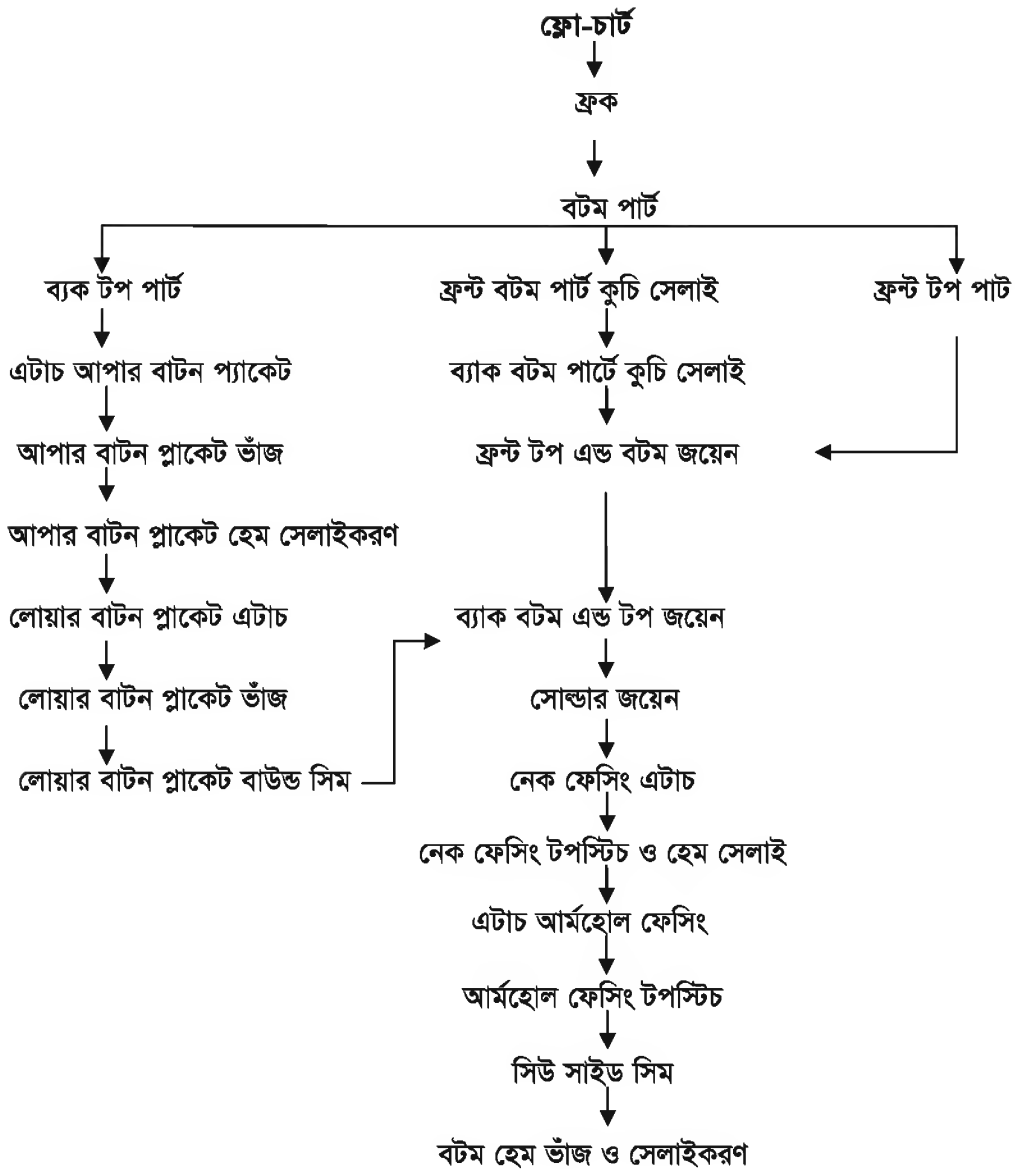 ফ্লো-চার্ট
ফ্রক
বটম পার্ট
ব্যক টপ পার্ট
ফ্রন্ট বটম পার্ট কুচি সেলাই
ফ্রন্ট টপ পাট
এটাচ আপার বাটন প্যাকেট
ব্যাক বটম পার্টে কুচি সেলাই
আপার বাটন প্লাকেট ভাঁজ
ফ্রন্ট টপ এন্ড বটম জয়েন
আপার বাটন প্লাকেট হেম সেলাইকরণ
লোয়ার বাটন প্লাকেট এটাচ
ব্যাক বটম এন্ড টপ জয়েন
লোয়ার বাটন প্লাকেট ভাঁজ
সোল্ডার জয়েন
লোয়ার বাটন প্লাকেট বাউন্ড সিম
নেক ফেসিং এটাচ
নেক ফেসিং টপস্টিচ ও হেম সেলাই
এটাচ আর্মহোল ফেসিং
আর্মহোল ফেসিং টপস্টিচ
সিউ সাইড সিম
বটম হেম ভাঁজ ও সেলাইকরণ